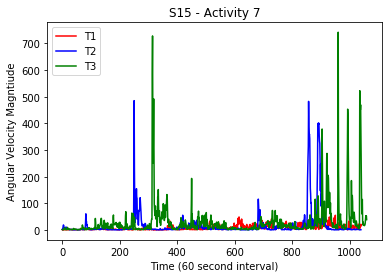 S15 - Activity 7
T1
T2
T3
Angular Velocity Magntiude
700
600
500
400
300
200
100
0
0
200
400
600
800
1000
Time (60 second interval)